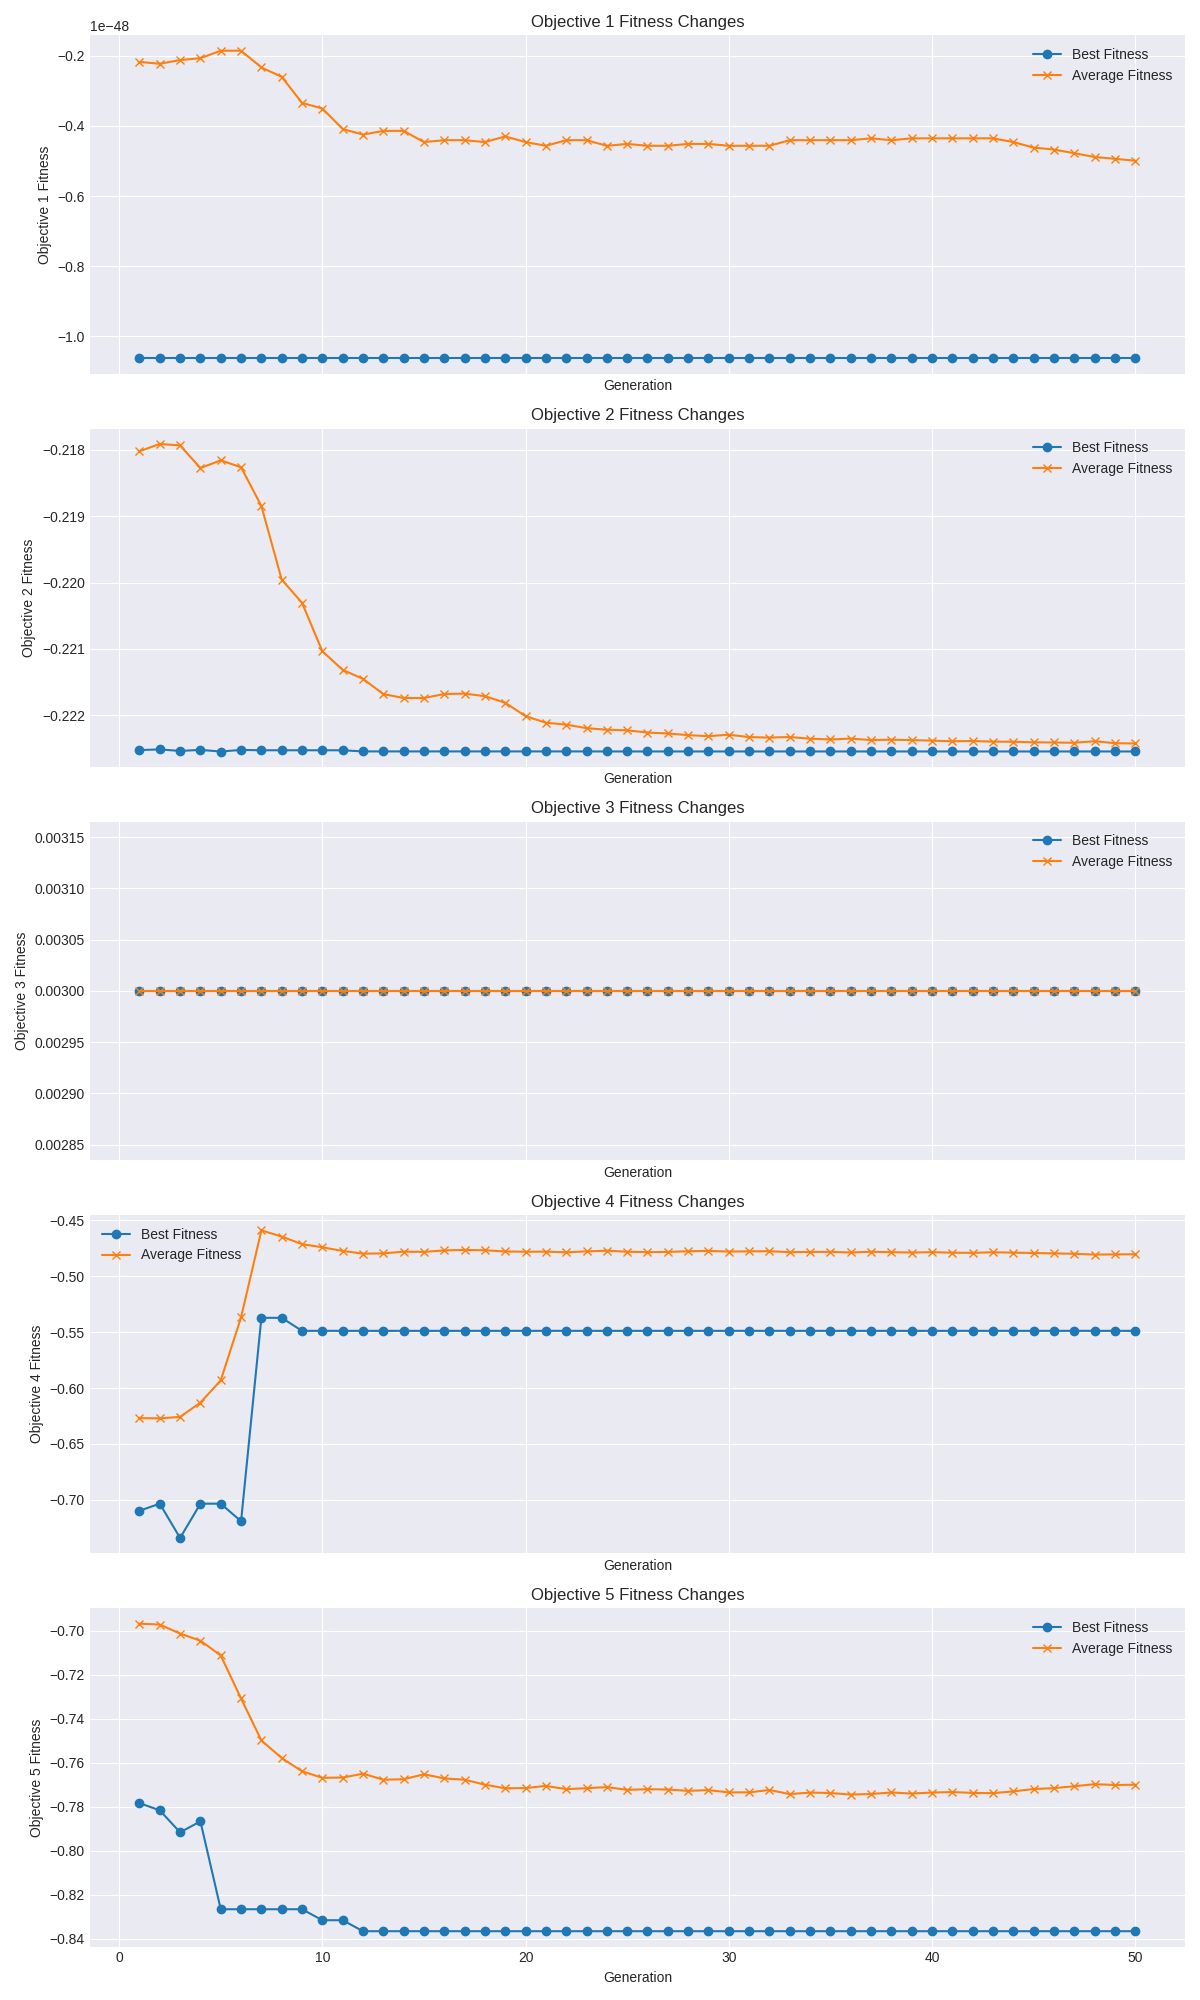 Objective 1 Fitness Changes
1e−48
Best Fitness
Average Fitness
−0.2
−0.4
−0.6
−0.8
−1.0
Objective 1 Fitness
Generation
Objective 2 Fitness Changes
Best Fitness
Average Fitness
−0.218
−0.219
−0.220
−0.221
−0.222
Objective 2 Fitness
Generation
Objective 3 Fitness Changes
Best Fitness
Average Fitness
0.00315
0.00310
0.00305
0.00300
0.00295
0.00290
0.00285
Objective 3 Fitness
Generation
Objective 4 Fitness Changes
Best Fitness
Average Fitness
−0.45
−0.50
−0.55
−0.60
−0.65
−0.70
Objective 4 Fitness
Generation
Objective 5 Fitness Changes
Best Fitness
Average Fitness
−0.70
−0.72
−0.74
−0.76
−0.78
−0.80
−0.82
−0.84
Objective 5 Fitness
0 10 20 30 40 50
Generation